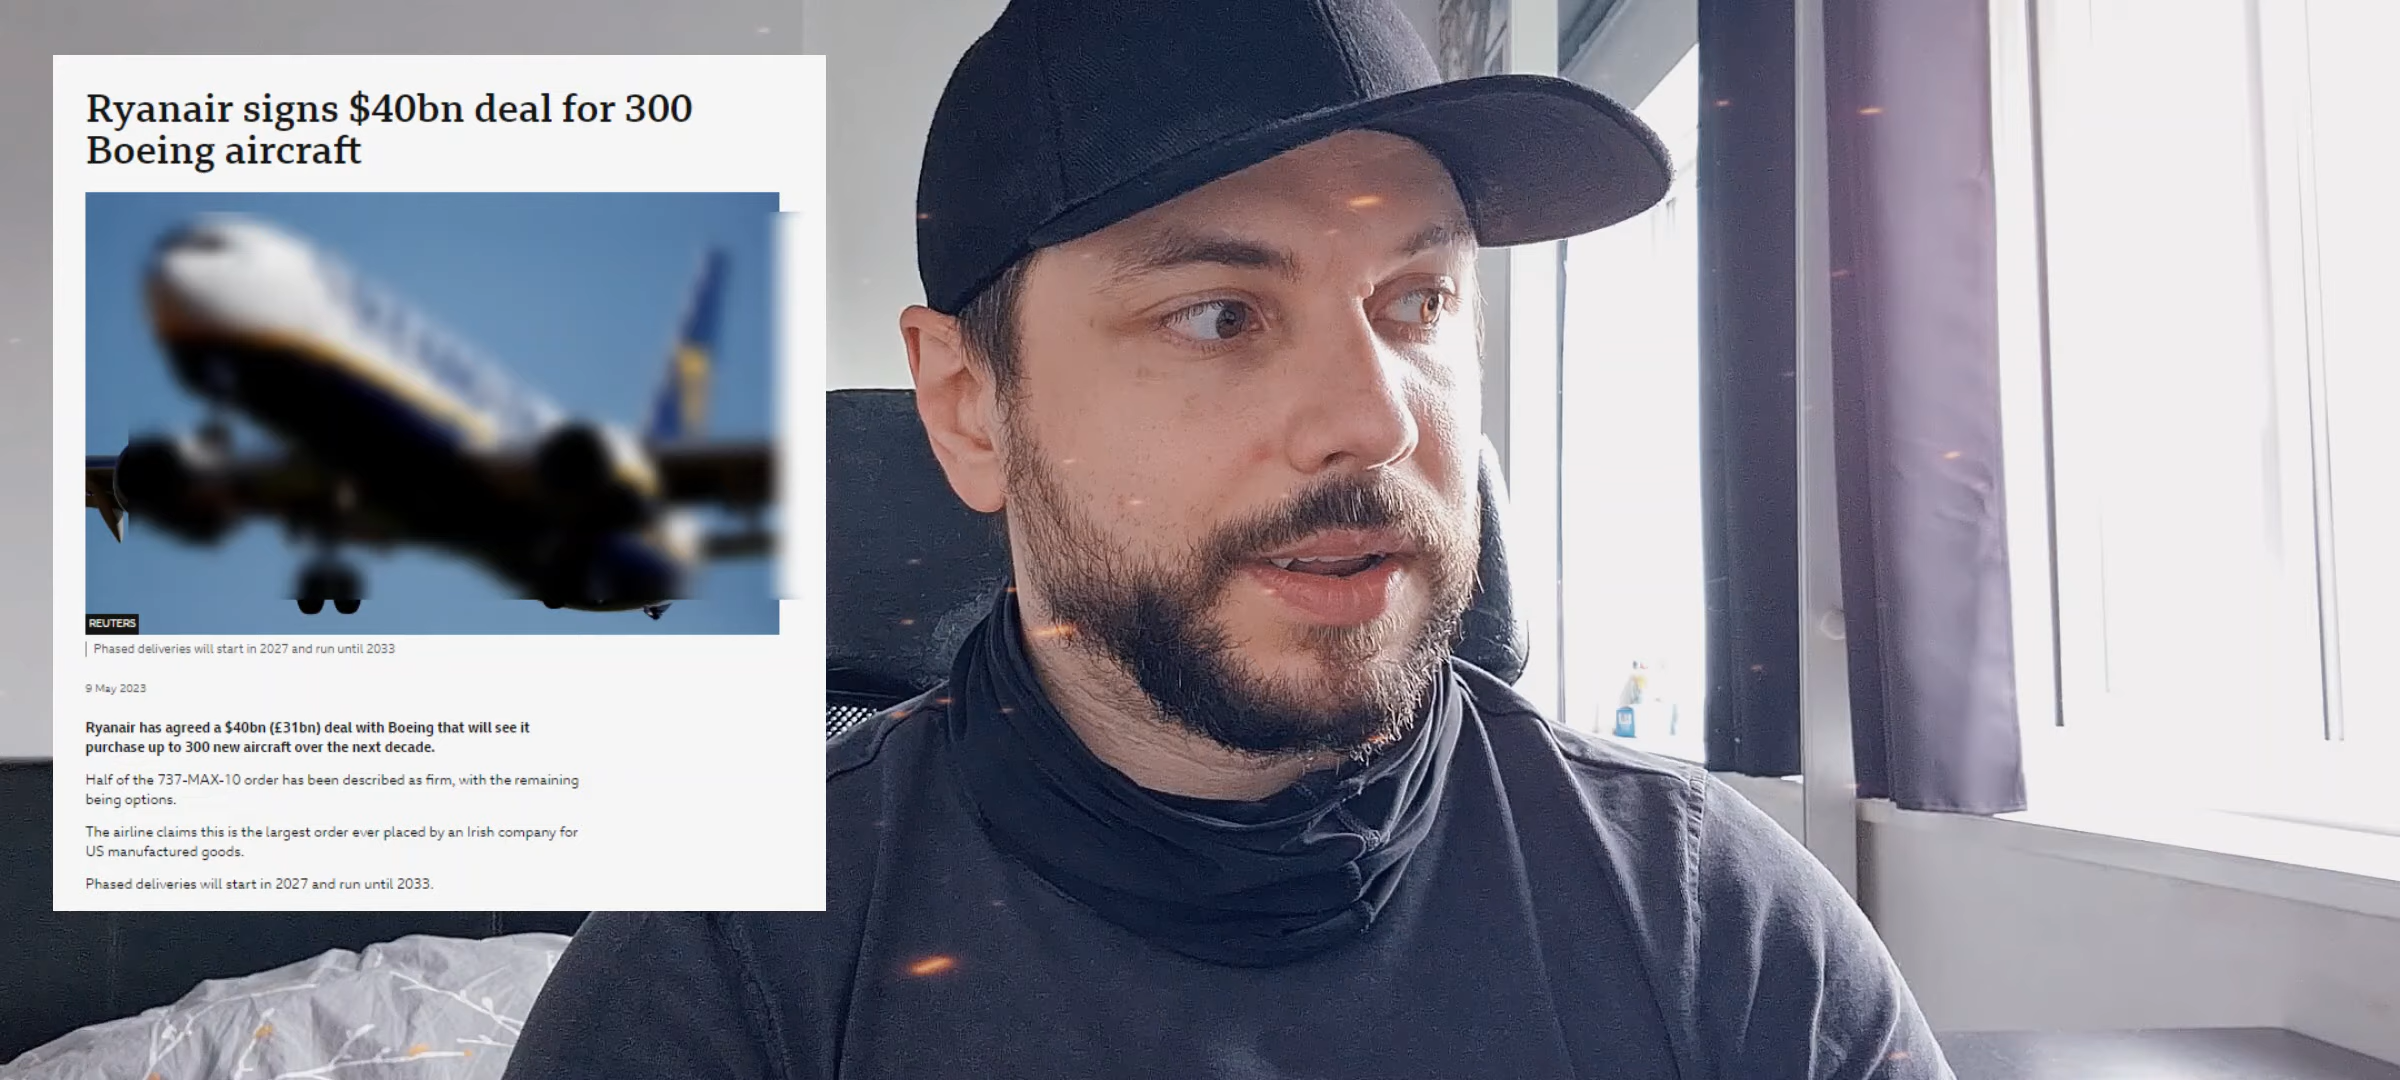 Ryanair signs $40bn deal for 300
Boeing aircraft
REUTERS
Phased deliveries will start in 2027 and run until 2033
9 May 2023
Ryanair has agreed a $40bn (£31bn) deal with Boeing that will see it
purchase up to 300 new aircraft over the next decade.
Half of the 737-MAX-10 order has been described as firm, with the remaining
being options.
The airline claims this is the largest order ever placed by an Irish company for
US manufactured goods.
Phased deliveries will start in 2027 and run until 2033.